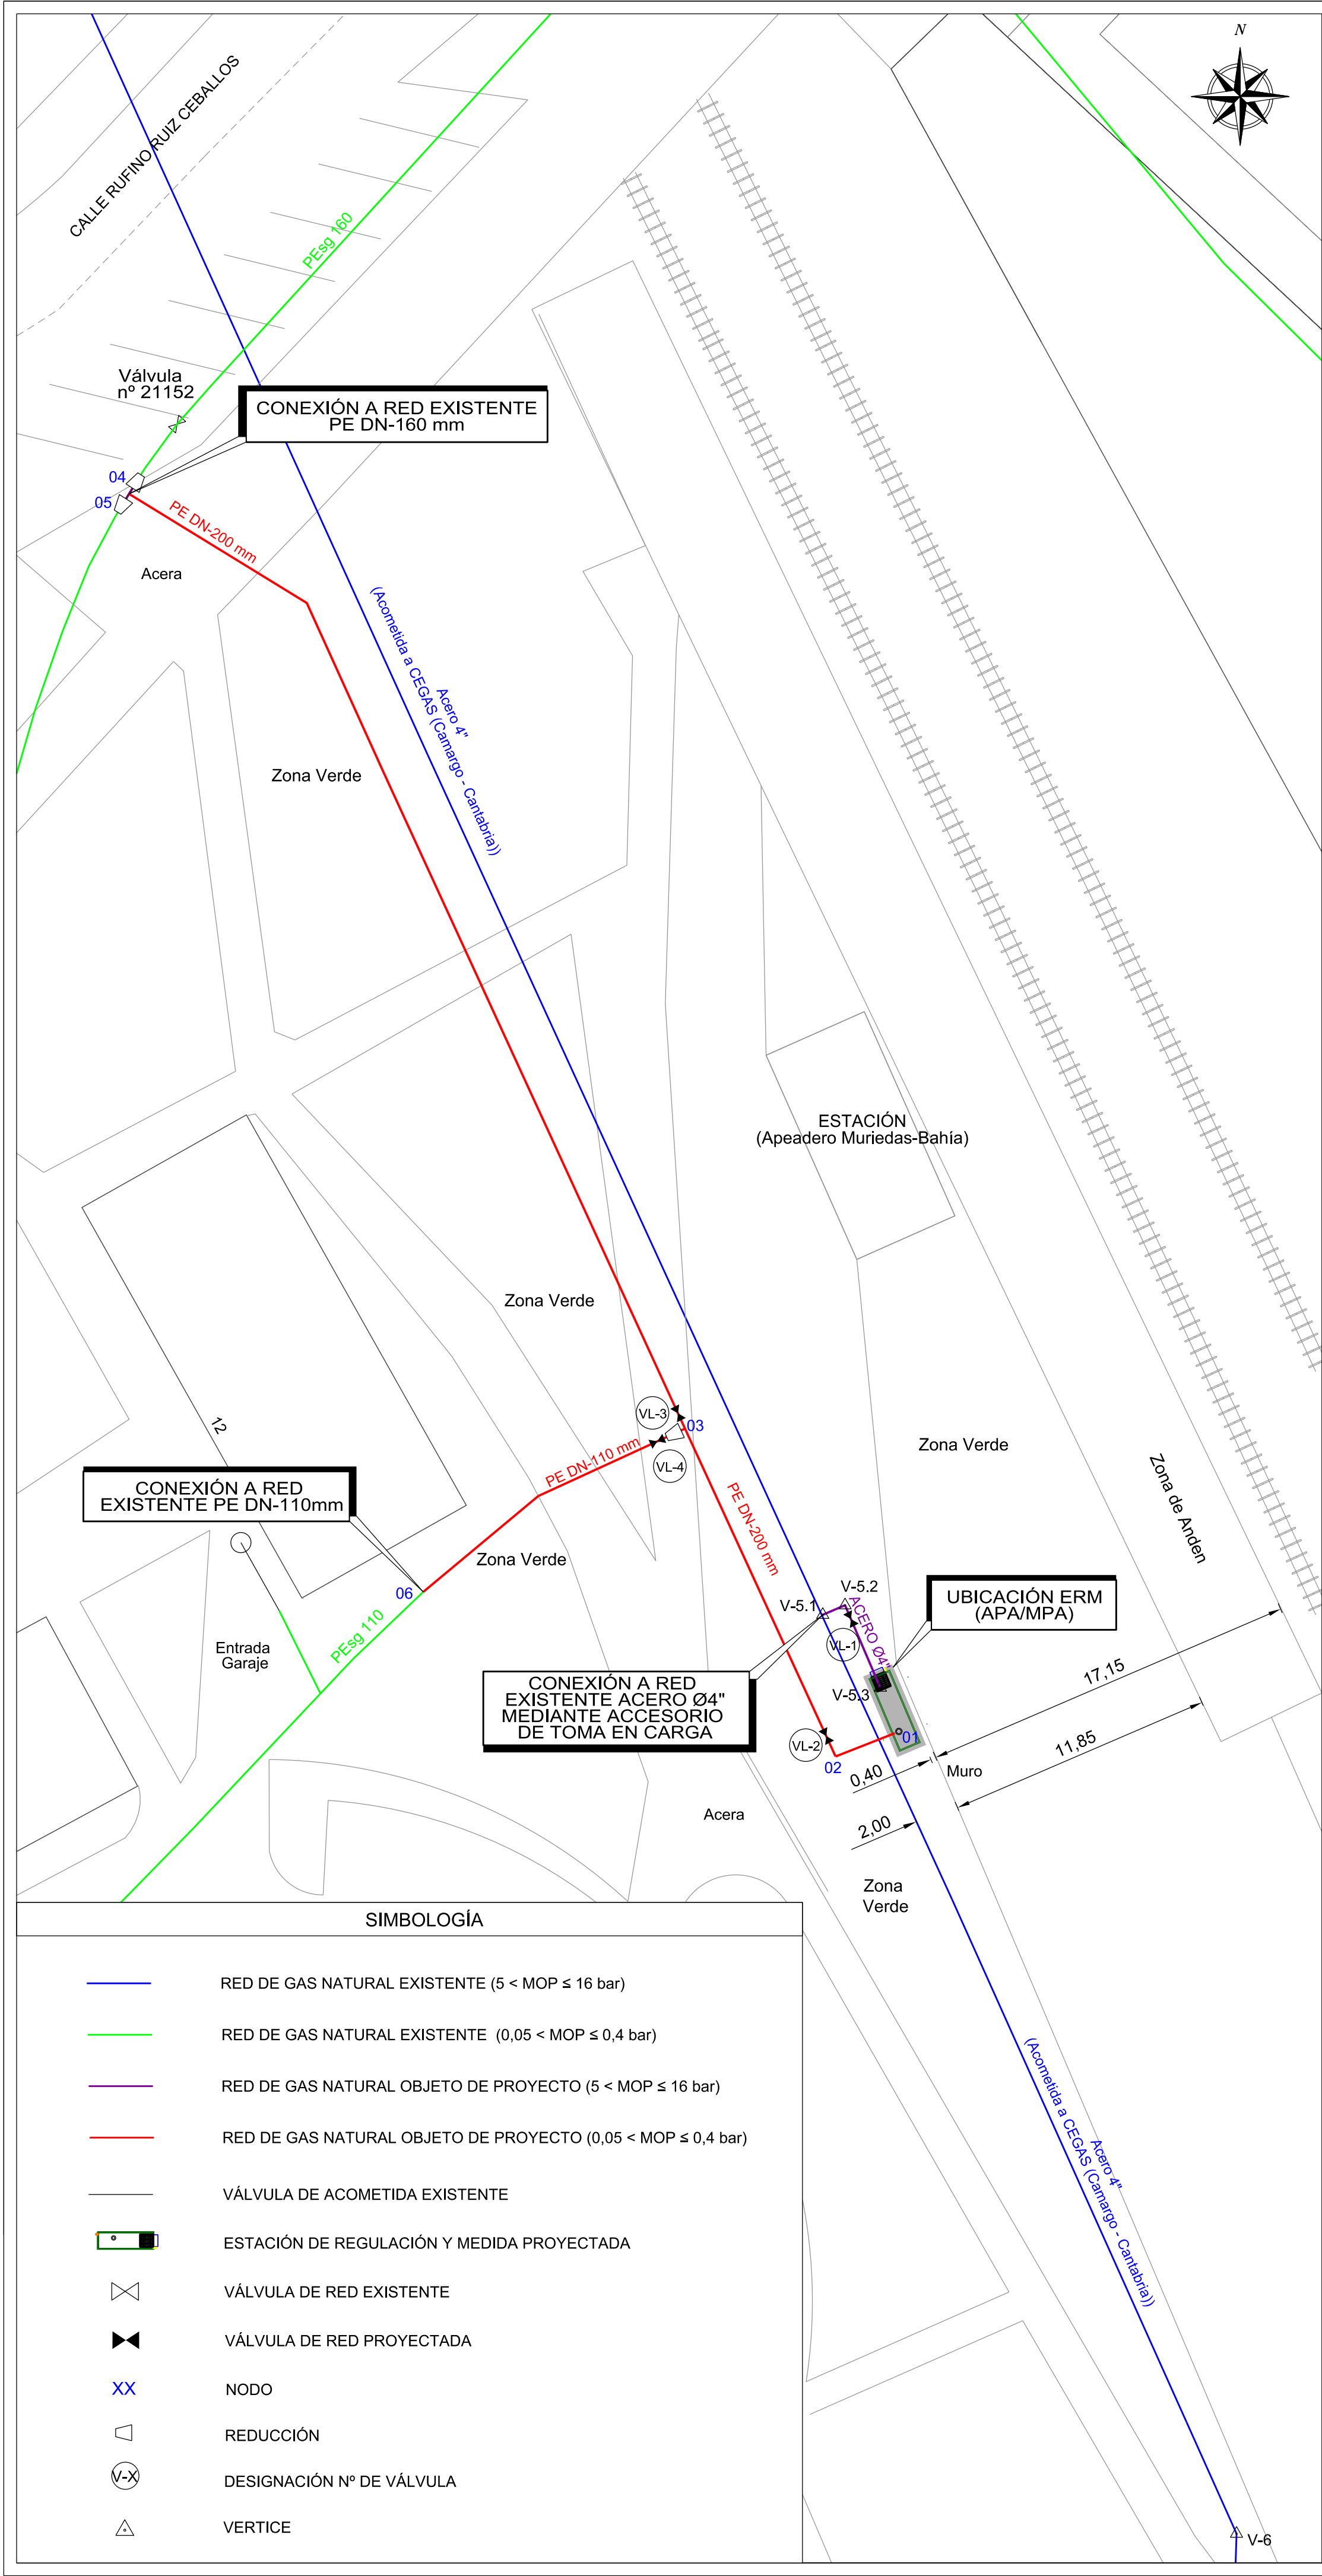 N
CALLE RUFINO RUIZ CEBALLOS
PEsg 160
Válvula
nº 21152
CONEXIÓN A RED EXISTENTE
PE DN-160 mm
04
05
PE DN-200 mm
Acera
Acero 4"
(Acometida a CEGAS (Camargo - Cantabria))
Zona Verde
ESTACIÓN
(Apeadero Muriedas-Bahía)
Zona Verde
12
VL-3
03
VL-4
PE DN-110 mm
Zona Verde
Zona de Anden
CONEXIÓN A RED
EXISTENTE PE DN-110mm
PE DN-200 mm
Zona Verde
06
V-5.2
V-5.1
ACERO Ø4"
UBICACIÓN ERM
(APA/MPA)
PEsg 110
Entrada
Garaje
VL-1
CONEXIÓN A RED
EXISTENTE ACERO Ø4"
MEDIANTE ACCESORIO
DE TOMA EN CARGA
V-5.3
17,15
VL-2
01
02
11,85
0,40
Muro
Acera
2,00
Zona
Verde
SIMBOLOGÍA
RED DE GAS NATURAL EXISTENTE (5 < MOP ≤ 16 bar)
RED DE GAS NATURAL EXISTENTE (0,05 < MOP ≤ 0,4 bar)
RED DE GAS NATURAL OBJETO DE PROYECTO (5 < MOP ≤ 16 bar)
RED DE GAS NATURAL OBJETO DE PROYECTO (0,05 < MOP ≤ 0,4 bar)
VÁLVULA DE ACOMETIDA EXISTENTE
ESTACIÓN DE REGULACIÓN Y MEDIDA PROYECTADA
VÁLVULA DE RED EXISTENTE
VÁLVULA DE RED PROYECTADA
XX NODO
REDUCCIÓN
V-X DESIGNACIÓN Nº DE VÁLVULA
VERTICE
Acero 4"
(Acometida a CEGAS (Camargo - Cantabria))
V-6